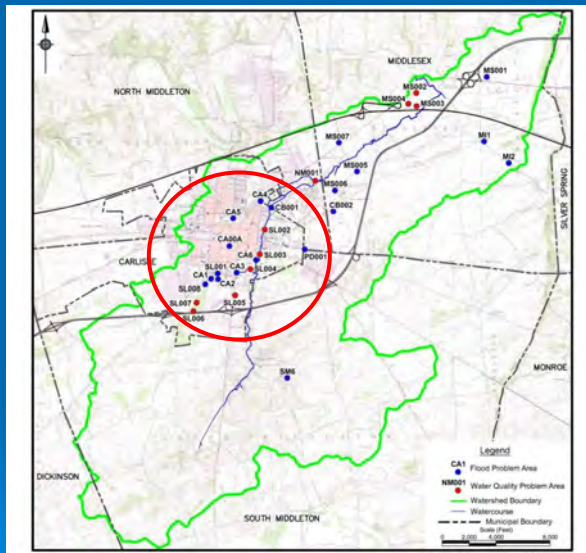 MIDDLESEX
SILVER SPRING
MS001
MS002
NORTH MIDDLETON
MS004
MS003
MS007
MI1
MS005
MI2
NM001
MS006
CA4
CB001
CB002
CA5
SL002
CA00A
CA6
SL003
PD001
CARLISLE
SL001
CA3
SL004
CA1
SL008
CA2
SL007
SL005
SL006
MONROE
SM6
DICKINSON
SOUTH MIDDLETON
Legend
CA1
Flood Problem Area
NM001
Water Quality Problem Area
Watershed Boundary
Watercourse
Municipal Boundary
Scale (Feet)
0 2,000 4,000 8,000